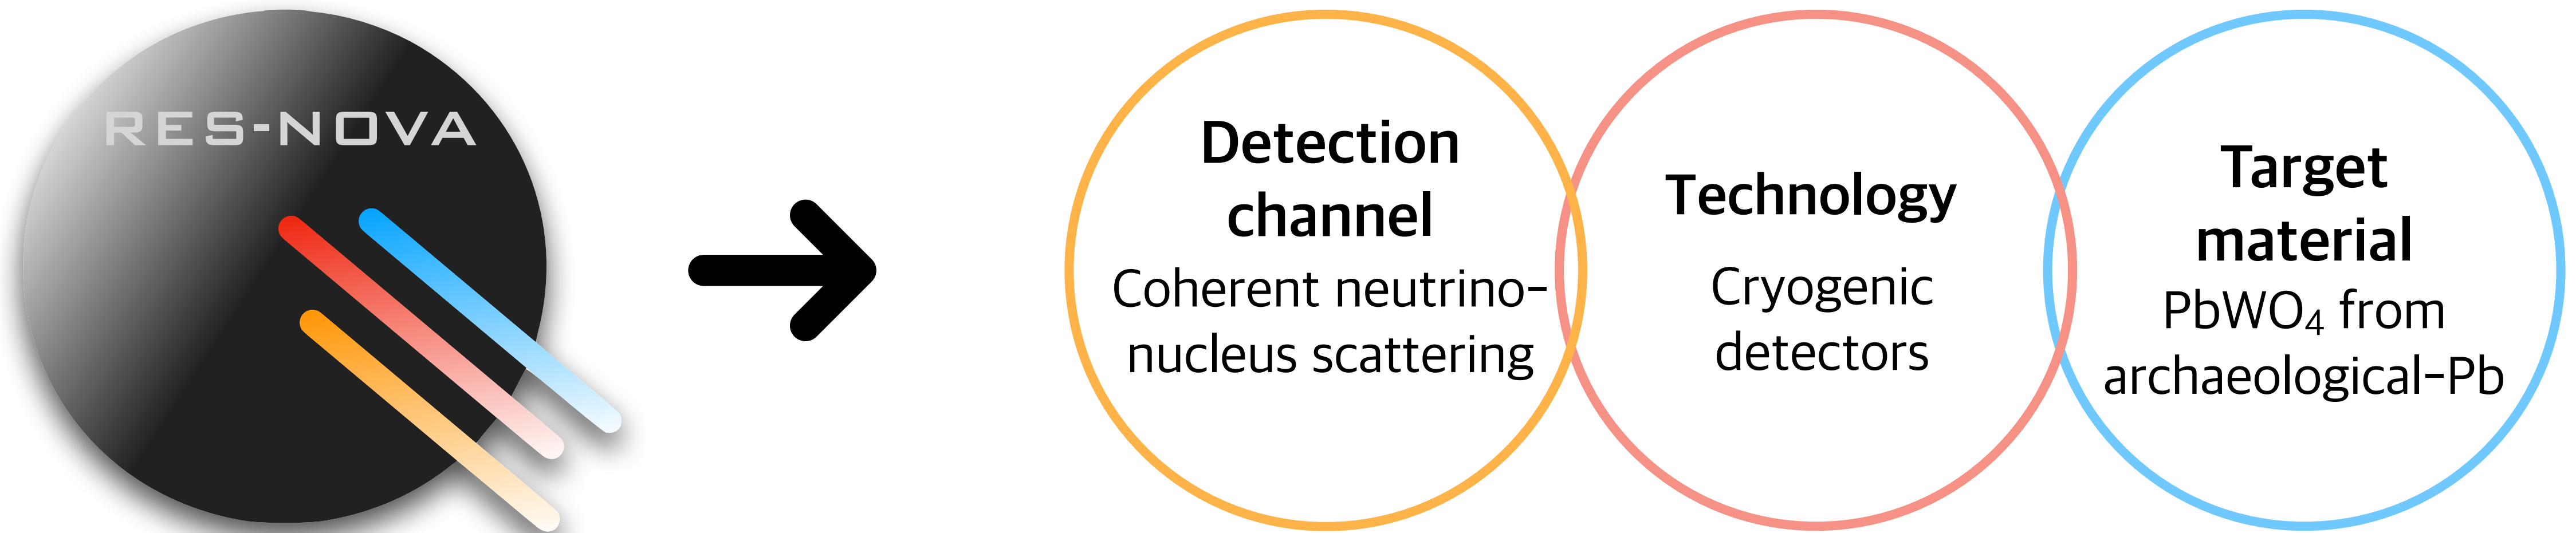 RES-NOVA
Detection
channel
Coherent neutrino-
nucleus scattering
Technology
Cryogenic
detectors
Target
material
PbWO₄ from
archaeological-Pb